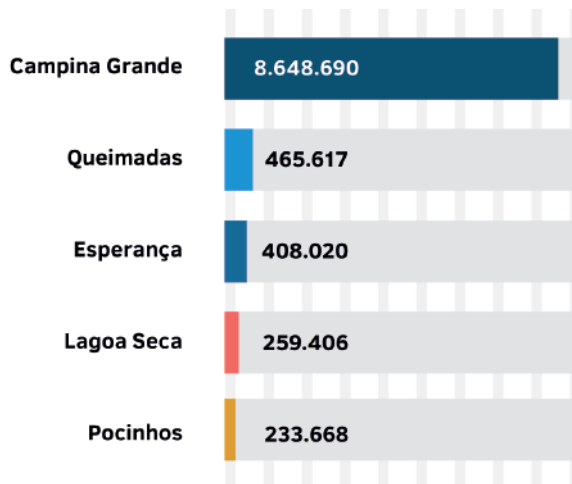 Campina Grande 8.648.690
Queimadas 465.617
Esperança 408.020
Lagoa Seca 259.406
Pocinhos 233.668